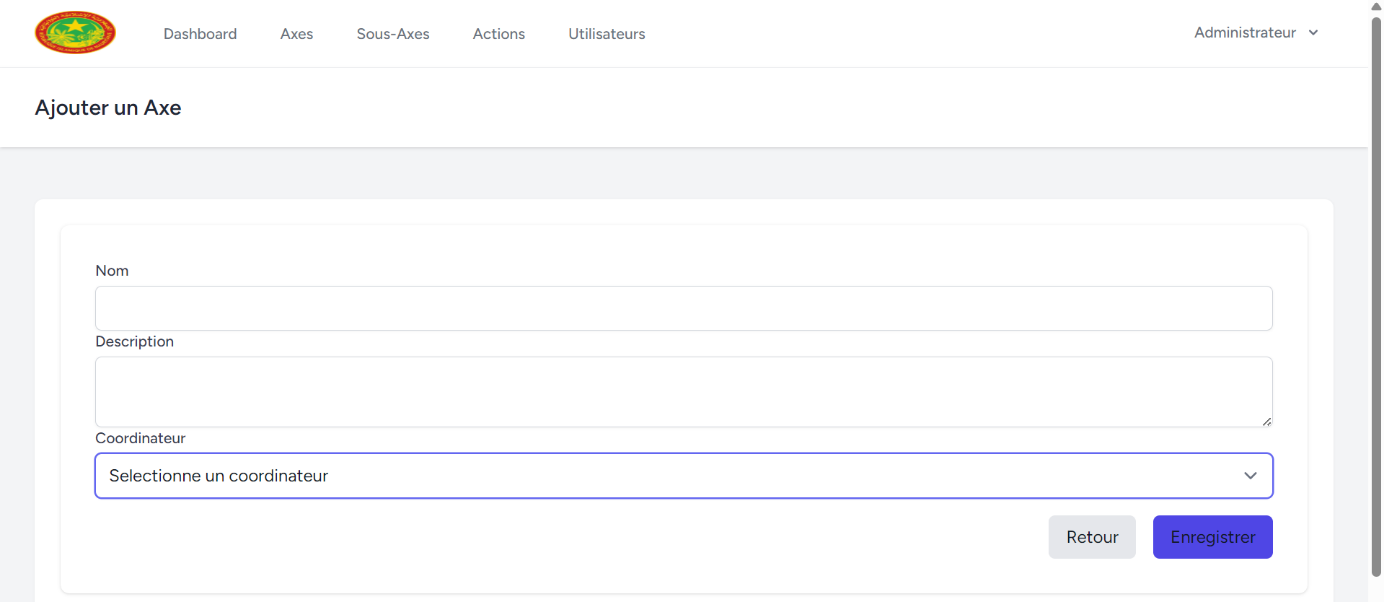 Dashboard Axes Sous-Axes Actions Utilisateurs Administrateur
Ajouter un Axe
Nom
Description
Coordinateur
Selectionne un coordinateur
Retour Enregistrer